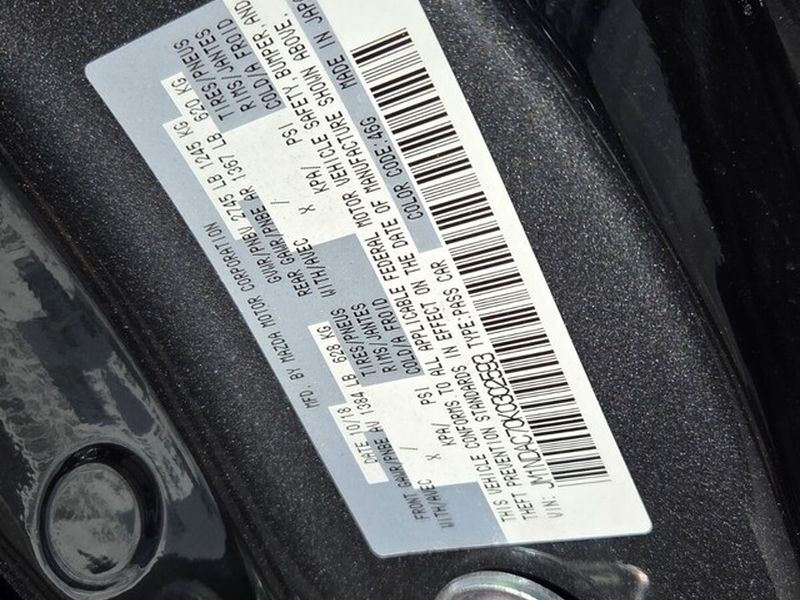 MFD. BY MAZDA MOTOR CORPORATION
DATE 10/18 GVWR/PNBV 2745 LB 1245 KG
FRONT GAWR/PNBE AV 1384 LB 628 KG REAR GAWR/PNBE AR 1367 LB 620 KG
WITH/AVEC TIRES/PNEUS WITH/AVEC TIRES/PNEUS
X RIMS/JANTES X RIMS/JANTES
/ KPA/ PSI COLD/A FROID / KPA/ PSI COLD/A FROID
THIS VEHICLE CONFORMS TO ALL APPLICABLE FEDERAL MOTOR VEHICLE SAFETY BUMPER, AND
THEFT PREVENTION STANDARDS IN EFFECT ON THE DATE OF MANUFACTURE SHOWN ABOVE.
VIN: JM1NDAC7 TYPE:PASS CAR COLOR CODE:46G MADE IN JAP